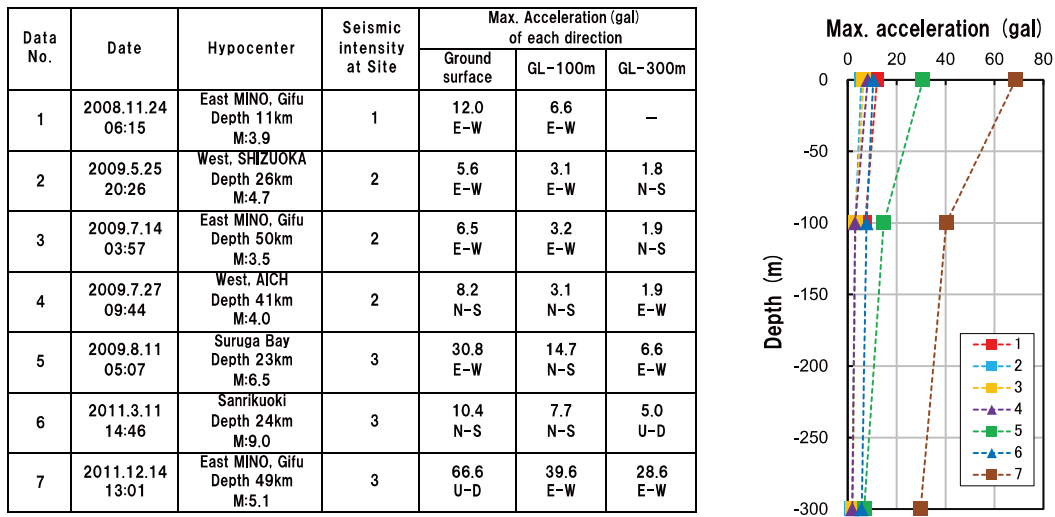 Data No.
Date
Hypocenter
Seismic intensity at Site
Max. Acceleration (gal) of each direction
Ground surface
GL-100m
GL-300m
1
2008.11.24
06:15
East MINO, Gifu
Depth 11km
M:3.9
1
12.0
E-W
6.6
E-W
—
2
2009.5.25
20:26
West, SHIZUOKA
Depth 26km
M:4.7
2
5.6
E-W
3.1
E-W
1.8
N-S
3
2009.7.14
03:57
East MINO, Gifu
Depth 50km
M:3.5
2
6.5
E-W
3.2
E-W
1.9
N-S
4
2009.7.27
09:44
West, AICH
Depth 41km
M:4.0
2
8.2
N-S
3.1
N-S
1.9
E-W
5
2009.8.11
05:07
Suruga Bay
Depth 23km
M:6.5
3
30.8
E-W
14.7
N-S
6.6
E-W
6
2011.3.11
14:46
Sanrikuoki
Depth 24km
M:9.0
3
10.4
N-S
7.7
N-S
5.0
U-D
7
2011.12.14
13:01
East MINO, Gifu
Depth 49km
M:5.1
3
66.6
U-D
39.6
E-W
28.6
E-W
Max. acceleration (gal)
0 20 40 60 80
0
-50
-100
-150
-200
-250
-300
Depth (m)
1
2
3
4
5
6
7